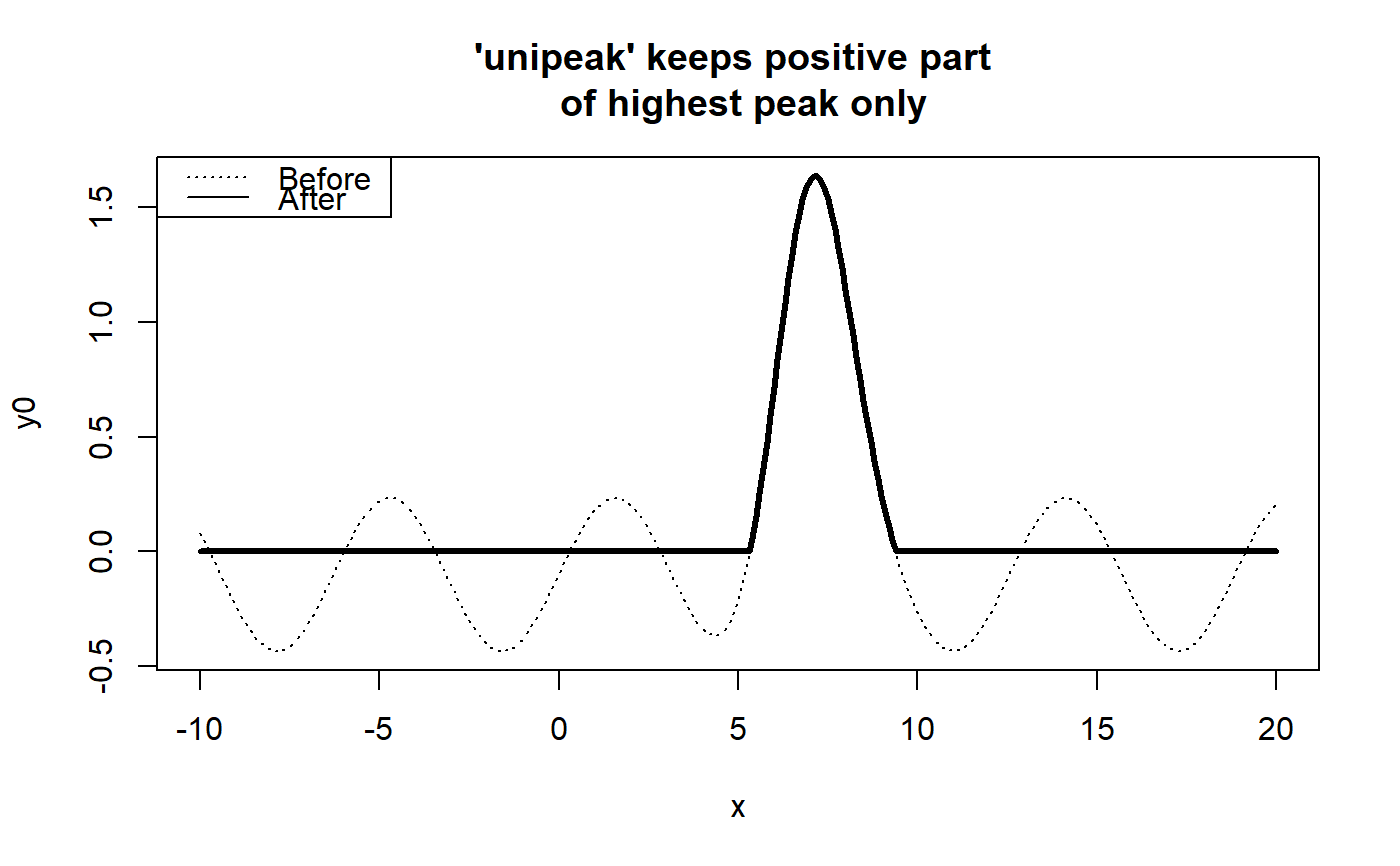 'unipeak' keeps positive part
of highest peak only
Before
After
y0
1.5
1.0
0.5
0.0
-0.5
-10 -5 0 5 10 15 20
x